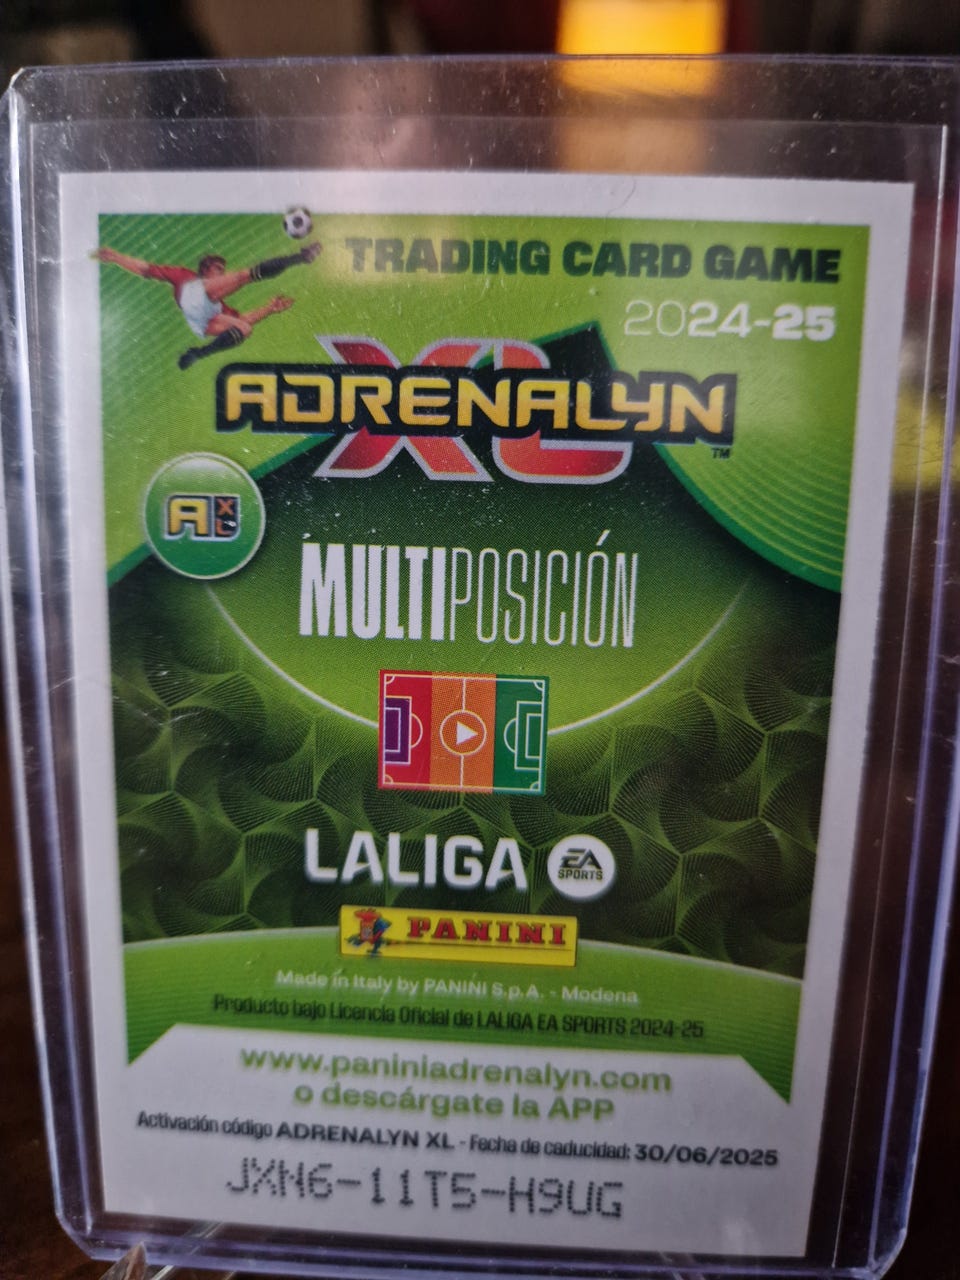 TRADING CARD GAME
2024-25
ADRENALYN
XL
TM
A XL
MULTIPOSICIÓN
LALIGA
EA
SPORTS
PANINI
Made in Italy by PANINI S.p.A. - Modena
Producto bajo Licencia Oficial de LALIGA EA SPORTS 2024-25
www.paniniadrenalyn.com
o descárgate la APP
Activación código ADRENALYN XL - Fecha de caducidad: 30/06/2025
JXN6-11T5-H9UG